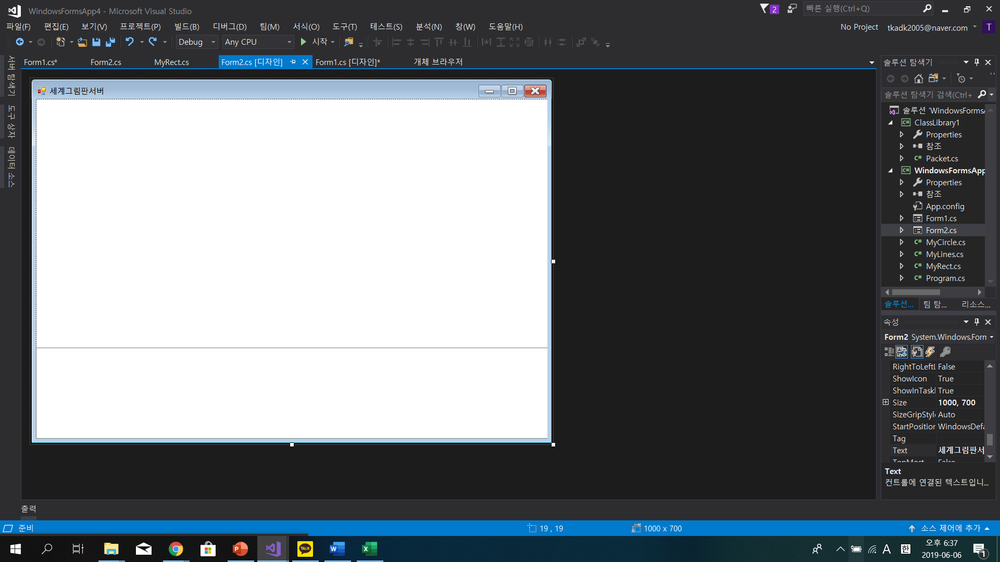 WindowsFormsApp4 - Microsoft Visual Studio
2
빠른 실행(Ctrl+Q)
파일(F) 편집(E) 보기(V) 프로젝트(P) 빌드(B) 디버그(D) 팀(M) 서식(O) 도구(T) 테스트(S) 분석(N) 창(W) 도움말(H)
No Project tkadk2005@naver.com T
Debug Any CPU 시작
서버 탐색기
도구 상자
데이터 소스
Form1.cs* Form2.cs MyRect.cs Form2.cs [디자인] Form1.cs [디자인]* 개체 브라우저
세계그림판서버
솔루션 탐색기
솔루션 탐색기 검색(Ctrl+
솔루션 'WindowsForms
C# ClassLibrary1
Properties
참조
C# Packet.cs
C# WindowsFormsApp
Properties
참조
App.config
Form1.cs
Form2.cs
C# MyCircle.cs
C# MyLines.cs
C# MyRect.cs
C# Program.cs
솔루션... 팀 탐... 리소스...
속성
Form2 System.Windows.Form
RightToLeftL False
ShowIcon True
ShowInTask True
Size 1000, 700
SizeGripStyle Auto
StartPosition WindowsDefa
Tag
Text 세계그림판서
TopMost False
Text
컨트롤에 연결된 텍스트입니...
출력
준비
19 , 19
1000 x 700
소스 제어에 추가
P
TALK
W
X
A
한
오후 6:37
2019-06-06
1